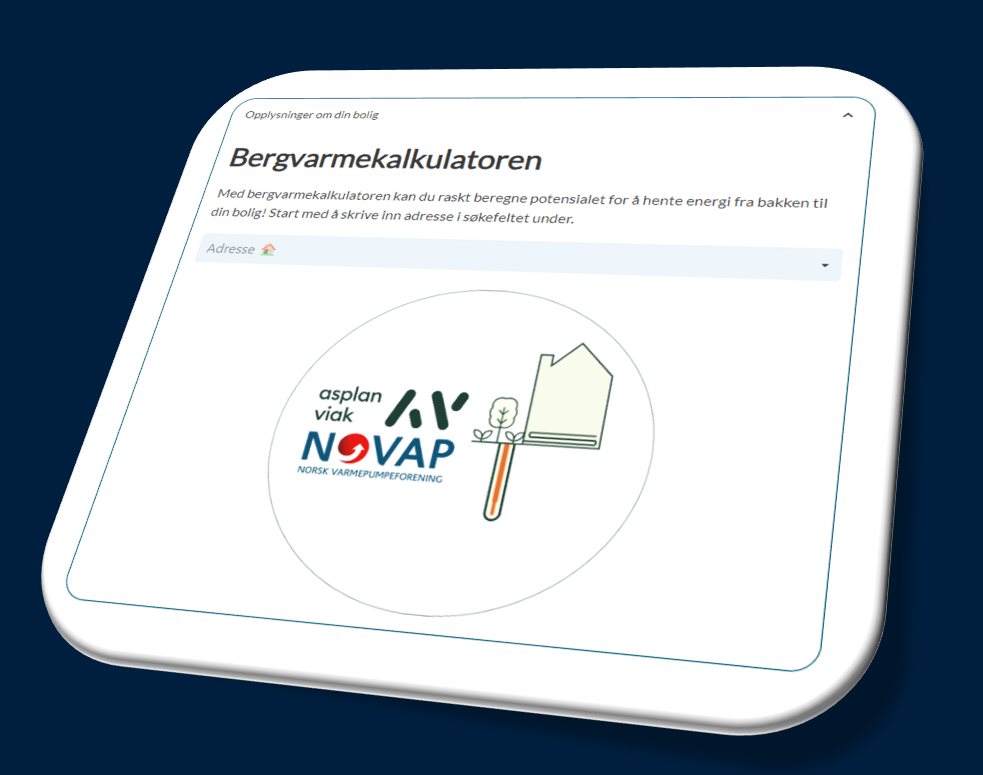 Opplysninger om din bolig
Bergvarmekalkulatoren
Med bergvarmekalkulatoren kan du raskt beregne potensialet for å hente energi fra bakken til
din bolig! Start med å skrive inn adresse i søkefeltet under.
Adresse 🏠
asplan
viak
NOVAP
NORSK VARMEPUMPEFORENING